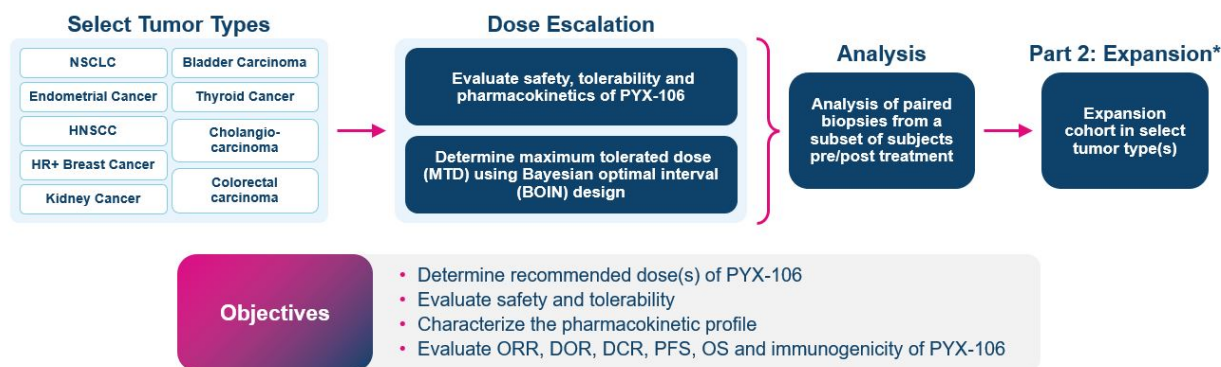 Select Tumor Types
NSCLC
Endometrial Cancer
HNSCC
HR+ Breast Cancer
Kidney Cancer
Bladder Carcinoma
Thyroid Cancer
Cholangio-
carcinoma
Colorectal
carcinoma
Dose Escalation
Evaluate safety, tolerability and
pharmacokinetics of PYX-106
Determine maximum tolerated dose
(MTD) using Bayesian optimal interval
(BOIN) design
Analysis
Analysis of paired
biopsies from a
subset of subjects
pre/post treatment
Part 2: Expansion*
Expansion
cohort in select
tumor type(s)
Objectives
• Determine recommended dose(s) of PYX-106
• Evaluate safety and tolerability
• Characterize the pharmacokinetic profile
• Evaluate ORR, DOR, DCR, PFS, OS and immunogenicity of PYX-106